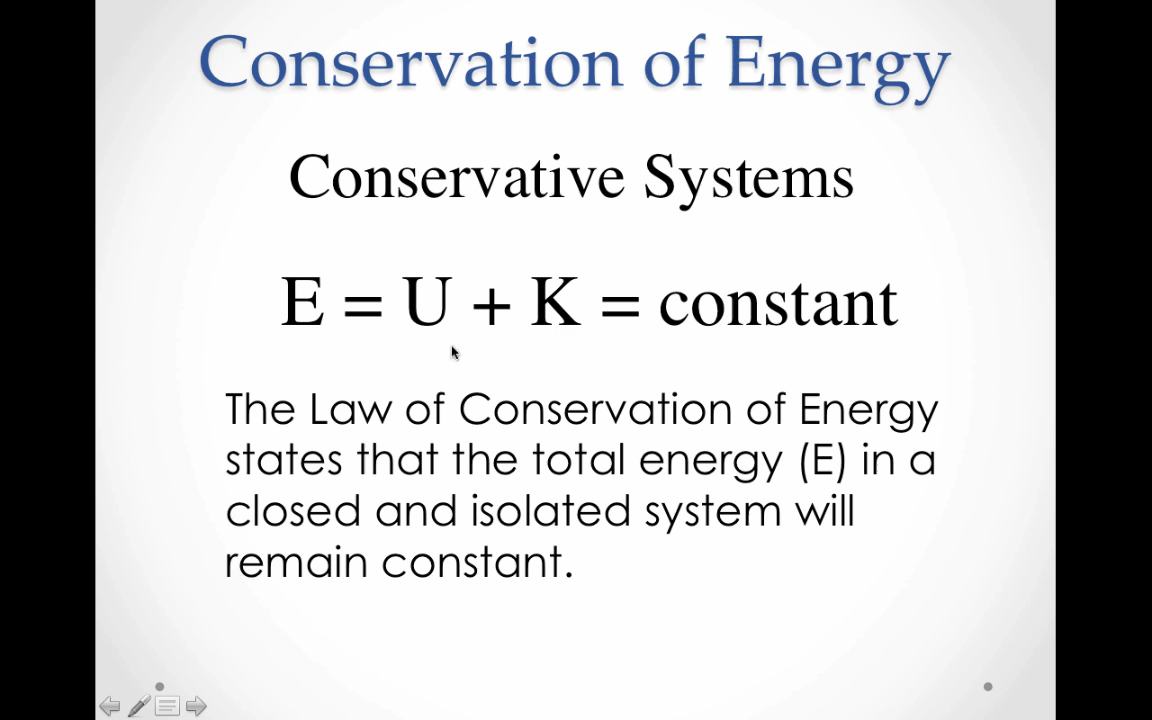 Conservation of Energy
Conservative Systems
E = U + K = constant
The Law of Conservation of Energy
states that the total energy (E) in a
closed and isolated system will
remain constant.